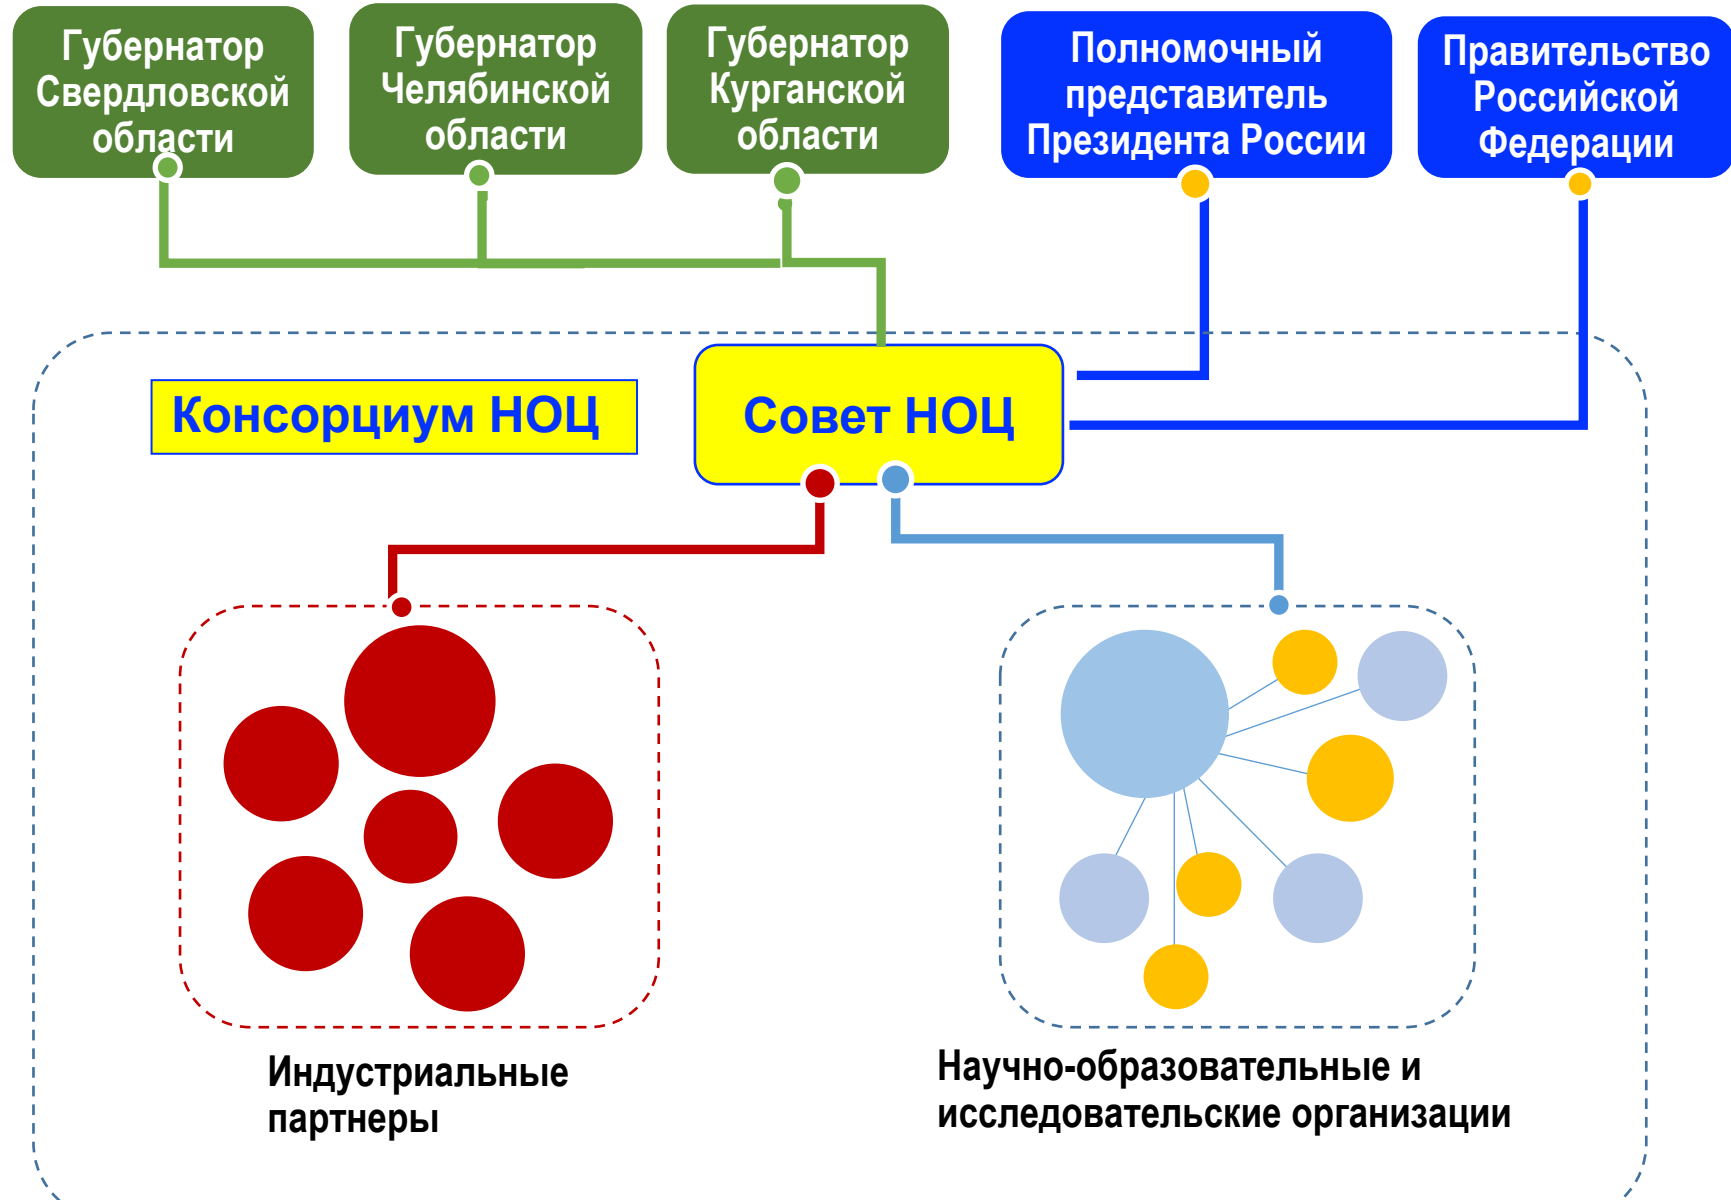 Губернатор
Свердловской
области
Губернатор
Челябинской
области
Губернатор
Курганской
области
Полномочный
представитель
Президента России
Правительство
Российской
Федерации
Консорциум НОЦ
Совет НОЦ
Индустриальные
партнеры
Научно-образовательные и
исследовательские организации